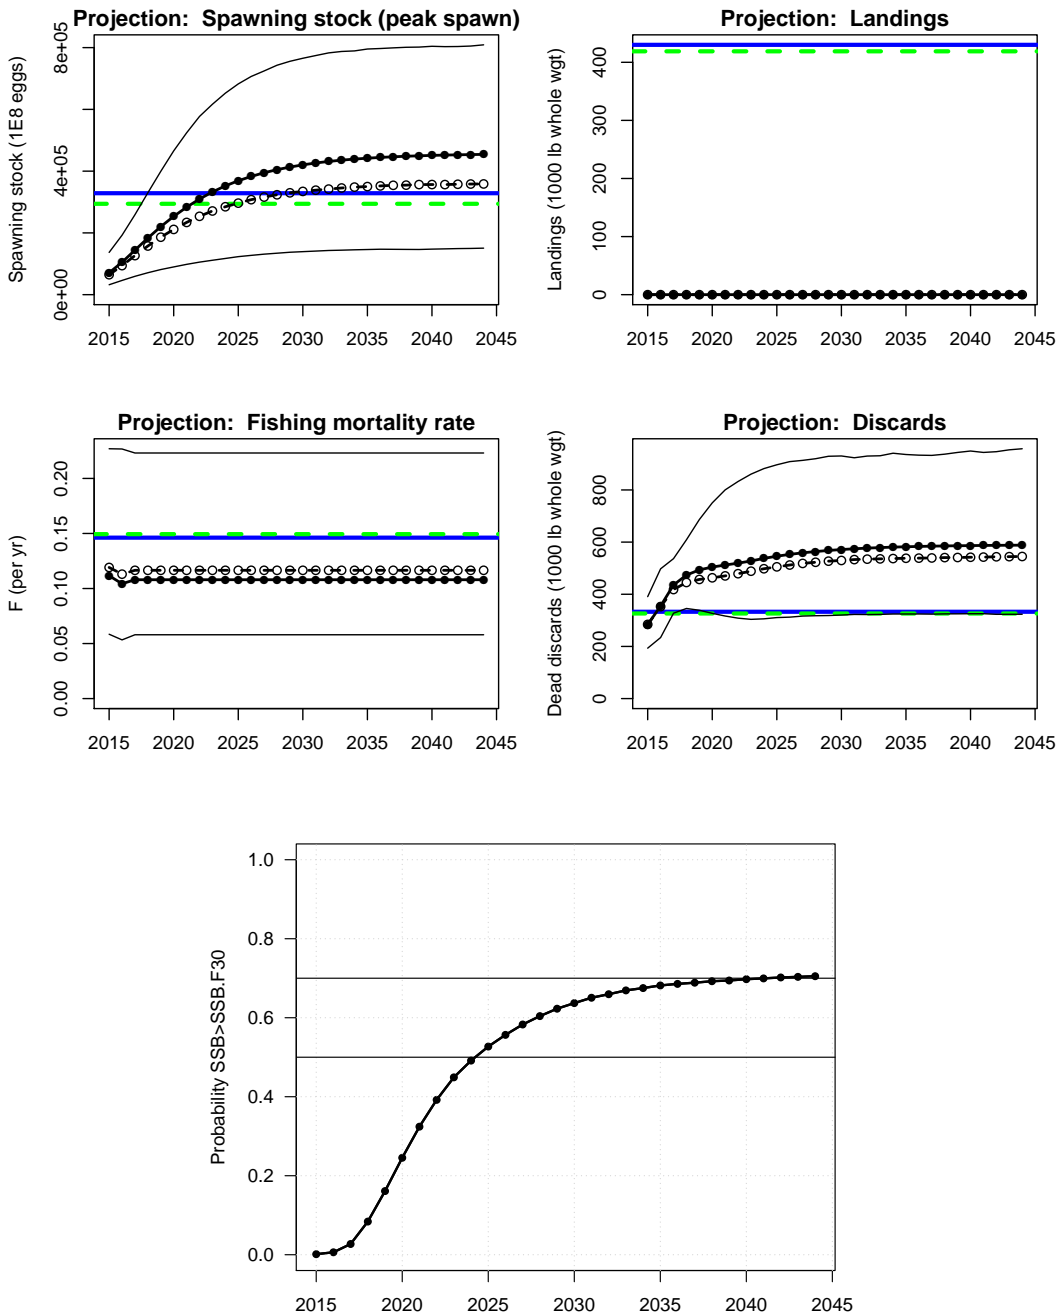 Projection:  Spawning stock (peak spawn)
Spawning stock (1E8 eggs)
0e+00 4e+05 8e+05
2015 2020 2025 2030 2035 2040 2045
Projection:  Landings
Landings (1000 lb whole wgt)
0 100 200 300 400
2015 2020 2025 2030 2035 2040 2045
Projection:  Fishing mortality rate
F (per yr)
0.00 0.05 0.10 0.15 0.20
2015 2020 2025 2030 2035 2040 2045
Projection:  Discards
Dead discards (1000 lb whole wgt)
0 200 400 600 800
2015 2020 2025 2030 2035 2040 2045
Probability SSB>SSB.F30
1.0
0.8
0.6
0.4
0.2
0.0
2015 2020 2025 2030 2035 2040 2045